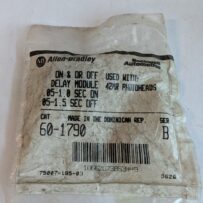 Allen-Bradley
Rockwell Automation
ON & OR OFF USED WITH:
DELAY MODULE 42MR PHOTOHEADS
.05-1.0 SEC ON
.05-1.5 SEC OFF
CAT MADE IN THE DOMINICAN REP. SER
60-1790 B